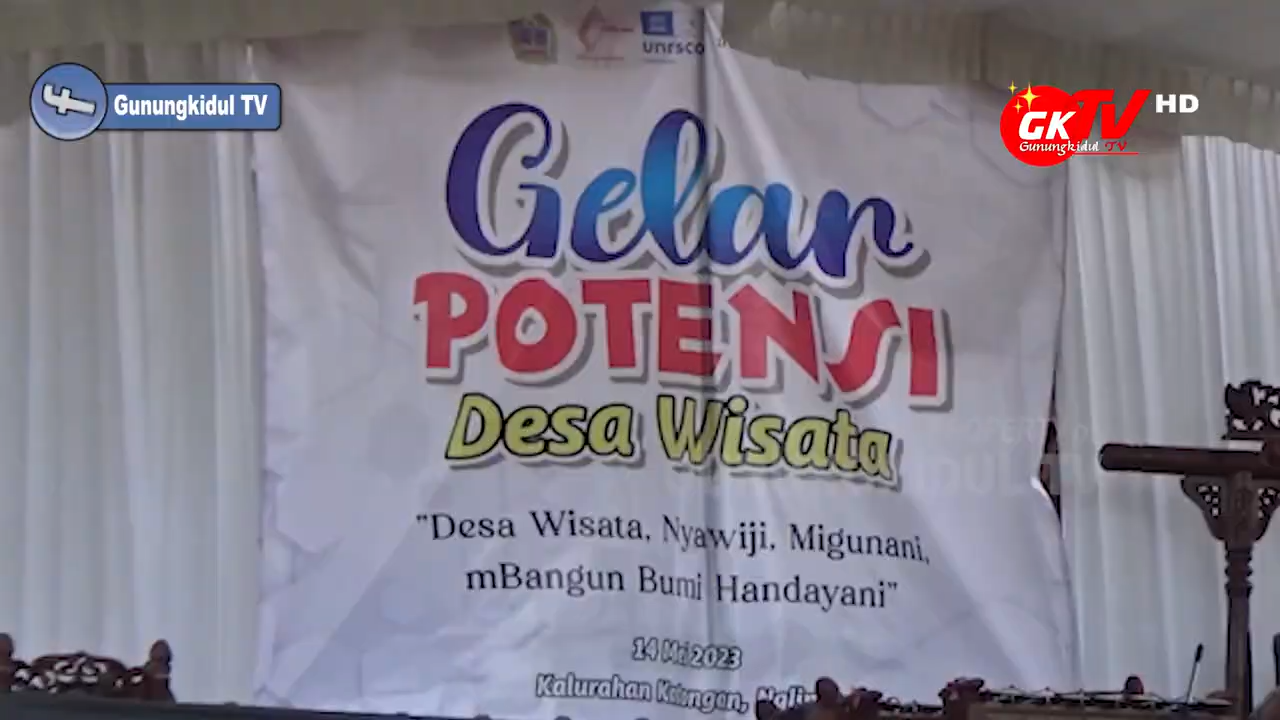 Gunungkidul TV
GKTV HD
Gunungkidul TV
unesco
Gelar
POTENSI
Desa Wisata
"Desa Wisata, Nyawiji, Migunani,
mBangun Bumi Handayani"
14 Mei 2023
Kalurahan